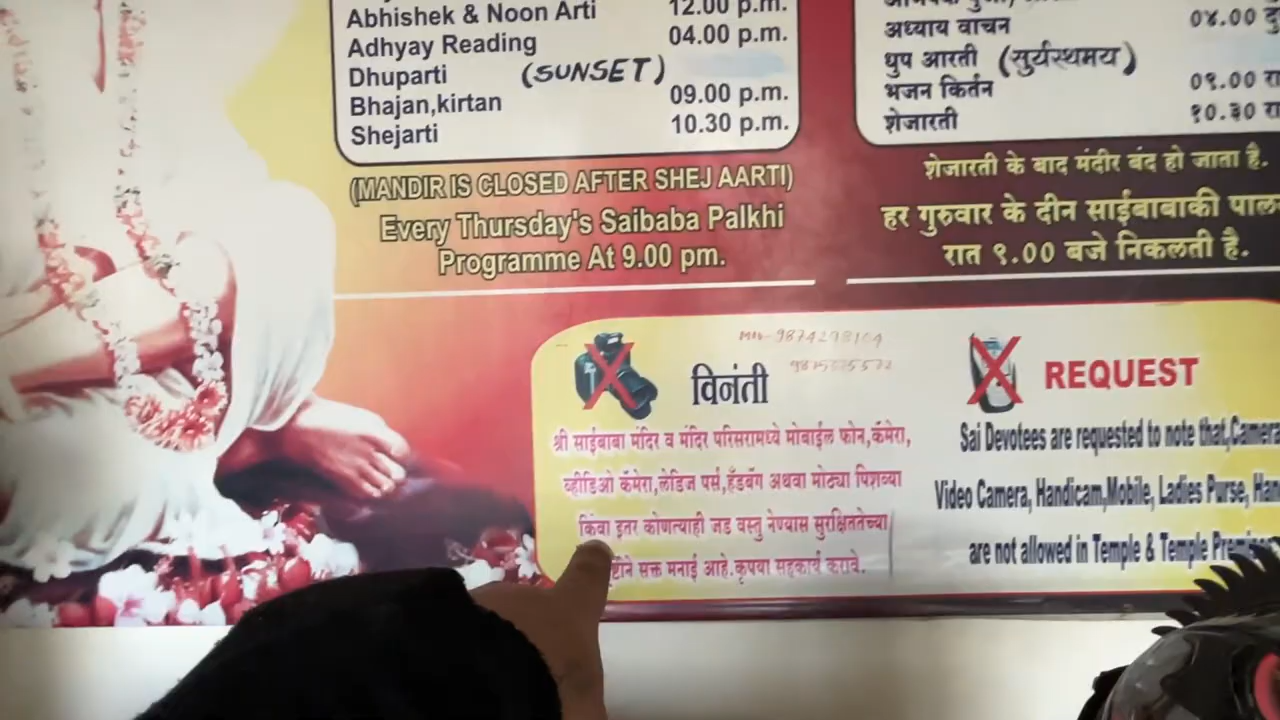 Abhishek & Noon Arti 12.00 p.m.
Adhyay Reading 04.00 p.m.
Dhuparti (SUNSET)
Bhajan,kirtan 09.00 p.m.
Shejarti 10.30 p.m.
(MANDIR IS CLOSED AFTER SHEJ AARTI)
Every Thursday's Saibaba Palkhi
Programme At 9.00 pm.
अध्याय वाचन ०४.०० दु
धुप आरती (सुर्यस्थमय)
भजन किर्तन ०९.०० रा
शेजारती १०.३० रा
शेजारती के बाद मंदीर बंद हो जाता है.
हर गुरुवार के दीन साईबाबाकी पाल
रात ९.०० बजे निकलती है.
विनंती
श्री साईबाबा मंदिर व मंदिर परिसरामध्ये मोबाईल फोन,कॅमेरा,
व्हीडिओ कॅमेरा,लेडिज पर्स,हँडबॅग अथवा मोठ्या पिशव्या
किंवा इतर कोणत्याही जड वस्तु नेण्यास सुरक्षिततेच्या
सक्त मनाई आहे.कृपया सहकार्य करावे.
REQUEST
Sai Devotees are requested to note that,Camera
Video Camera, Handicam,Mobile, Ladies Purse, Han
are not allowed in Temple & Temple